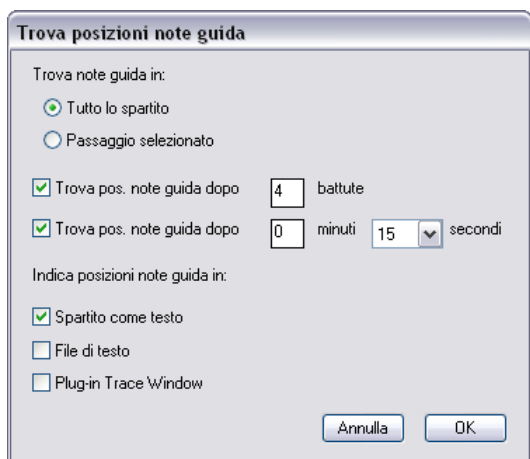 Trova posizioni note guida
Trova note guida in:
Tutto lo spartito
Passaggio selezionato
Trova pos. note guida dopo 4 battute
Trova pos. note guida dopo 0 minuti 15 secondi
Indica posizioni note guida in:
Spartito come testo
File di testo
Plug-in Trace Window
Annulla OK